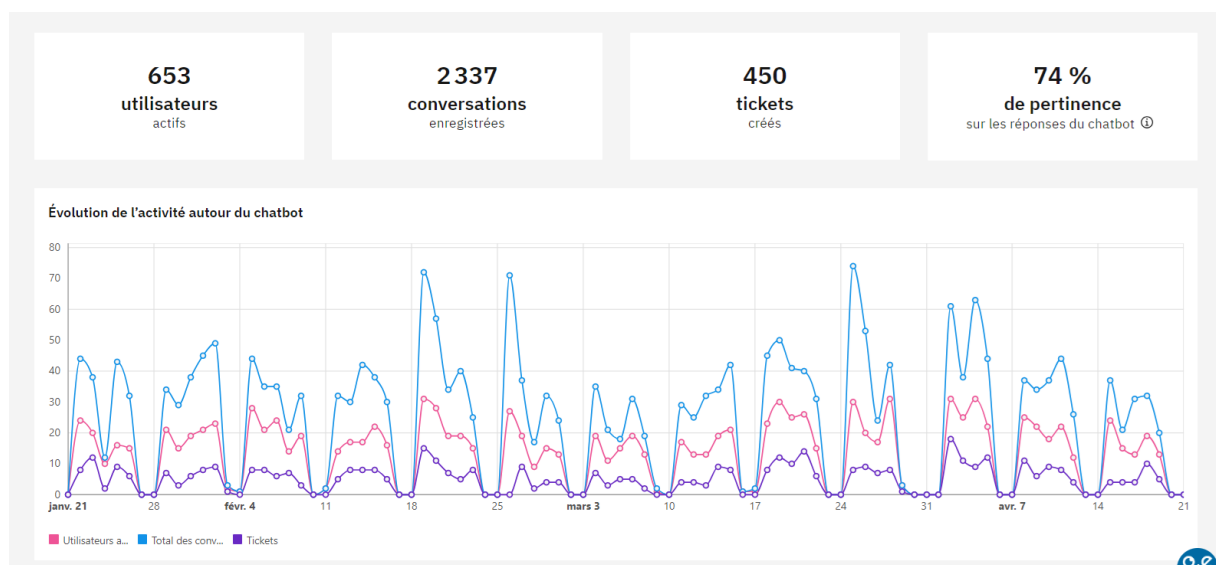 653
utilisateurs
actifs
2 337
conversations
enregistrées
450
tickets
créés
74 %
de pertinence
sur les réponses du chatbot
Évolution de l'activité autour du chatbot
80
70
60
50
40
30
20
10
0
janv. 21 28 févr. 4 11 18 25 mars 3 10 17 24 31 avr. 7 14 21
Utilisateurs a... Total des conv... Tickets